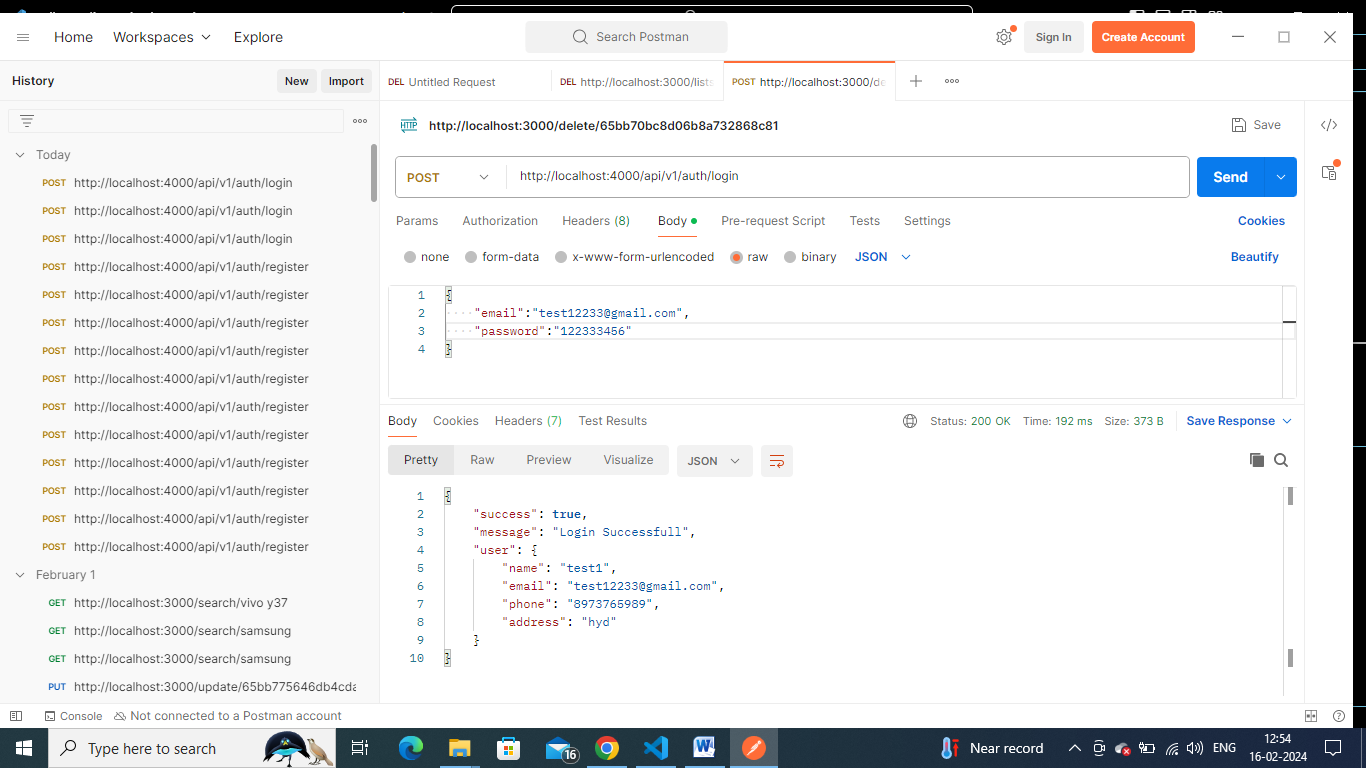 Home Workspaces Explore
Search Postman
Sign In Create Account
History New Import
DEL Untitled Request
DEL http://localhost:3000/lists
POST http://localhost:3000/de
HTTP http://localhost:3000/delete/65bb70bc8d06b8a732868c81
Save
POST http://localhost:4000/api/v1/auth/login
Send
Params Authorization Headers (8) Body Pre-request Script Tests Settings Cookies
none form-data x-www-form-urlencoded raw binary JSON Beautify
1 {
2 "email":"test12233@gmail.com",
3 "password":"122333456"
4 }
Body Cookies Headers (7) Test Results
Status: 200 OK Time: 192 ms Size: 373 B Save Response
Pretty Raw Preview Visualize JSON
1 {
2 "success": true,
3 "message": "Login Successfull",
4 "user": {
5 "name": "test1",
6 "email": "test12233@gmail.com",
7 "phone": "8973765989",
8 "address": "hyd"
9 }
10 }
Today
POST http://localhost:4000/api/v1/auth/login
POST http://localhost:4000/api/v1/auth/login
POST http://localhost:4000/api/v1/auth/login
POST http://localhost:4000/api/v1/auth/register
POST http://localhost:4000/api/v1/auth/register
POST http://localhost:4000/api/v1/auth/register
POST http://localhost:4000/api/v1/auth/register
POST http://localhost:4000/api/v1/auth/register
POST http://localhost:4000/api/v1/auth/register
POST http://localhost:4000/api/v1/auth/register
POST http://localhost:4000/api/v1/auth/register
POST http://localhost:4000/api/v1/auth/register
POST http://localhost:4000/api/v1/auth/register
POST http://localhost:4000/api/v1/auth/register
February 1
GET http://localhost:3000/search/vivo y37
GET http://localhost:3000/search/samsung
GET http://localhost:3000/search/samsung
PUT http://localhost:3000/update/65bb775646db4cda
Console Not connected to a Postman account
Type here to search
16
Near record
ENG
12:54
16-02-2024